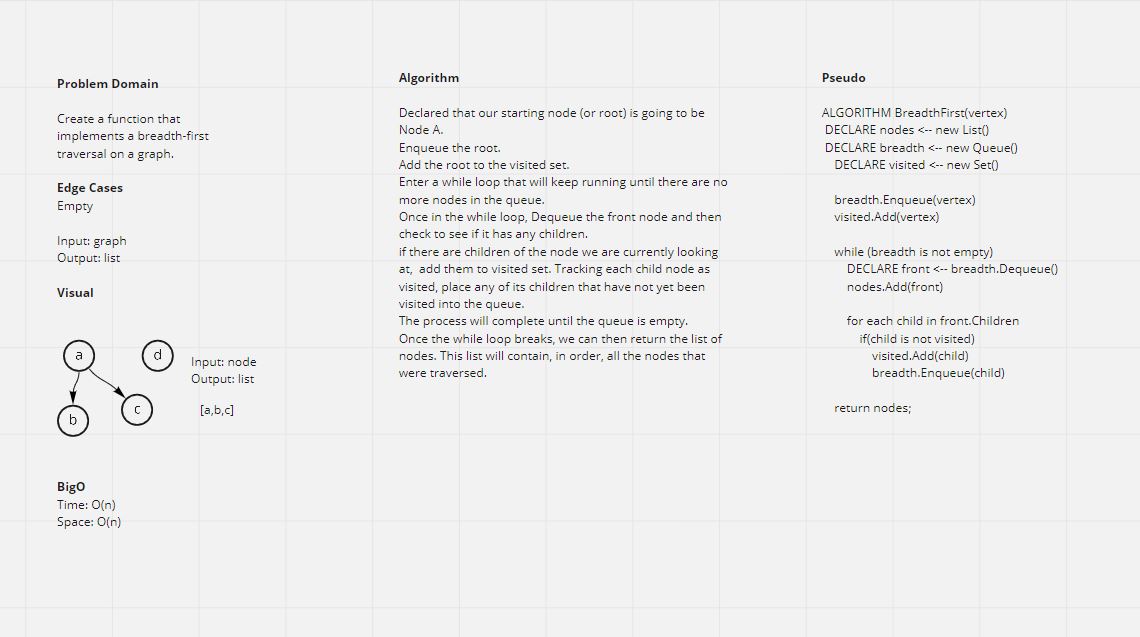 Problem Domain
Create a function that
implements a breadth-first
traversal on a graph.
Edge Cases
Empty
Input: graph
Output: list
Visual
a
d
b
c
Input: node
Output: list
[a,b,c]
BigO
Time: O(n)
Space: O(n)
Algorithm
Declared that our starting node (or root) is going to be
Node A.
Enqueue the root.
Add the root to the visited set.
Enter a while loop that will keep running until there are no
more nodes in the queue.
Once in the while loop, Dequeue the front node and then
check to see if it has any children.
if there are children of the node we are currently looking
at, add them to visited set. Tracking each child node as
visited, place any of its children that have not yet been
visited into the queue.
The process will complete until the queue is empty.
Once the while loop breaks, we can then return the list of
nodes. This list will contain, in order, all the nodes that
were traversed.
Pseudo
ALGORITHM BreadthFirst(vertex)
DECLARE nodes <-- new List()
DECLARE breadth <-- new Queue()
DECLARE visited <-- new Set()
breadth.Enqueue(vertex)
visited.Add(vertex)
while (breadth is not empty)
DECLARE front <-- breadth.Dequeue()
nodes.Add(front)
for each child in front.Children
if(child is not visited)
visited.Add(child)
breadth.Enqueue(child)
return nodes;